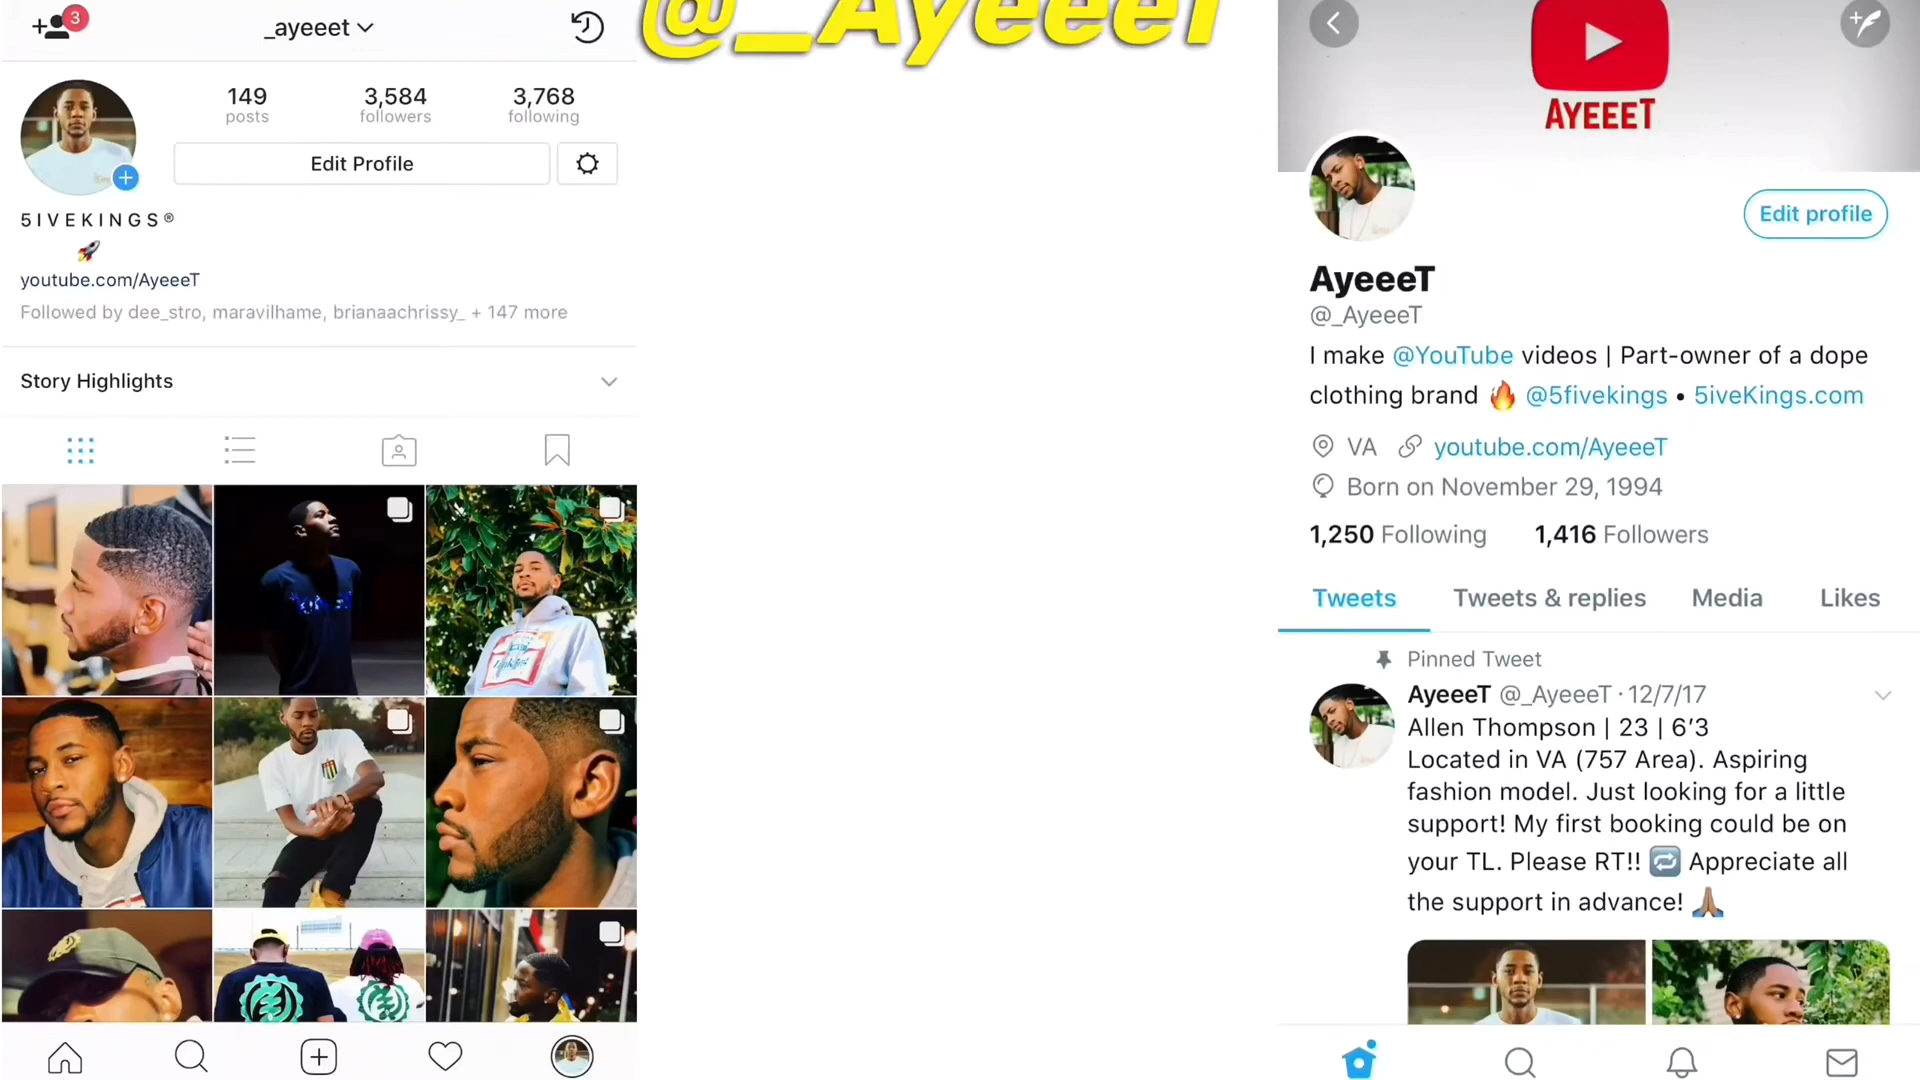 3
_ayeeet
149
posts
3,584
followers
3,768
following
Edit Profile
5IVEKINGS®
youtube.com/AyeeeT
Followed by dee_stro, maravilhame, brianaachrissy_ + 147 more
Story Highlights
@_AyeeeT
AYEEET
Edit profile
AyeeeT
@_AyeeeT
I make @YouTube videos | Part-owner of a dope
clothing brand 🔥 @5fivekings • 5iveKings.com
VA youtube.com/AyeeeT
Born on November 29, 1994
1,250 Following 1,416 Followers
Tweets Tweets & replies Media Likes
Pinned Tweet
AyeeeT @_AyeeeT · 12/7/17
Allen Thompson | 23 | 6'3
Located in VA (757 Area). Aspiring
fashion model. Just looking for a little
support! My first booking could be on
your TL. Please RT!! 🔁 Appreciate all
the support in advance! 🙏🏽